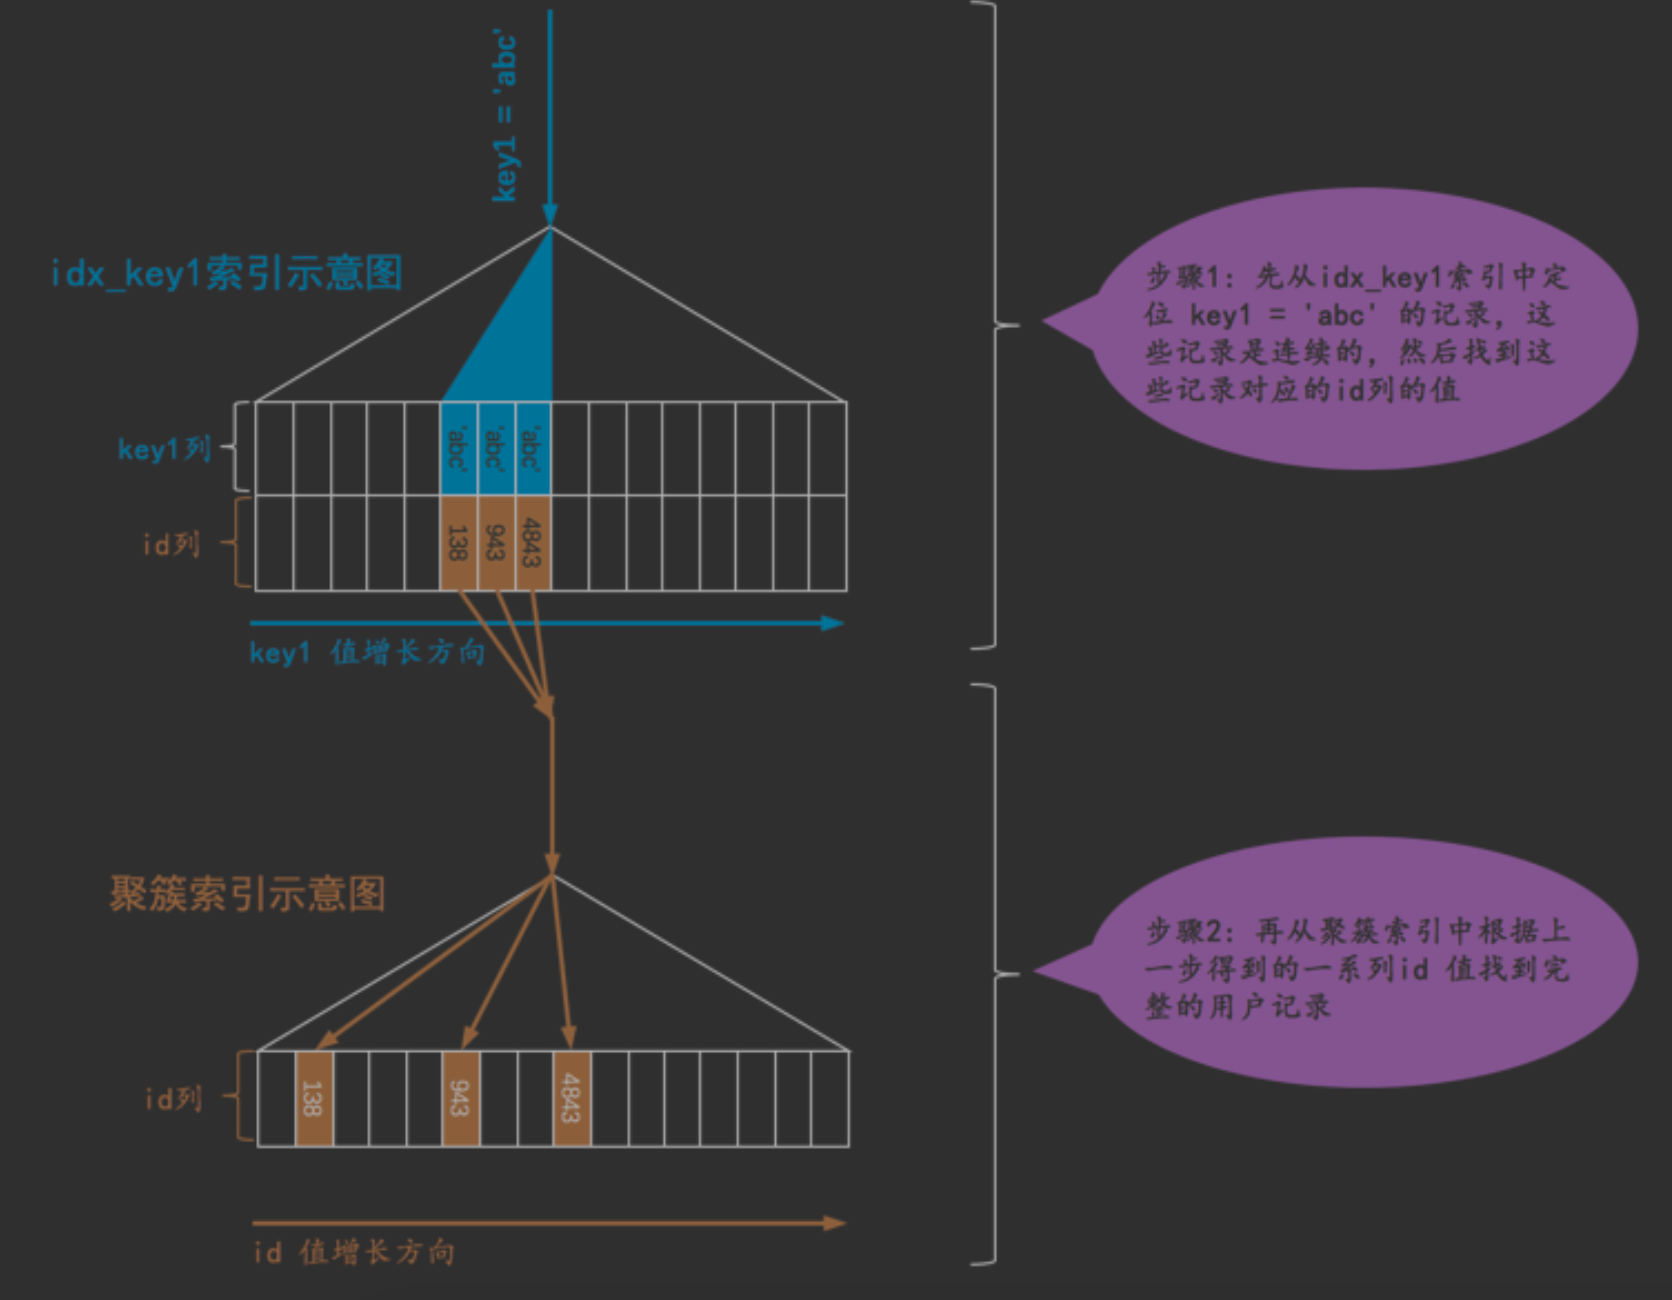 key1 = 'abc'
idx_key1索引示意图
步骤1: 先从idx_key1索引中定
位 key1 = 'abc' 的记录, 这
些记录是连续的, 然后找到这
些记录对应的id列的值
key1列
'abc'
'abc'
'abc'
id列
138
943
4843
key1 值增长方向
聚簇索引示意图
步骤2: 再从聚簇索引中根据上
一步得到的一系列id 值找到完
整的用户记录
id列
138
943
4843
id 值增长方向